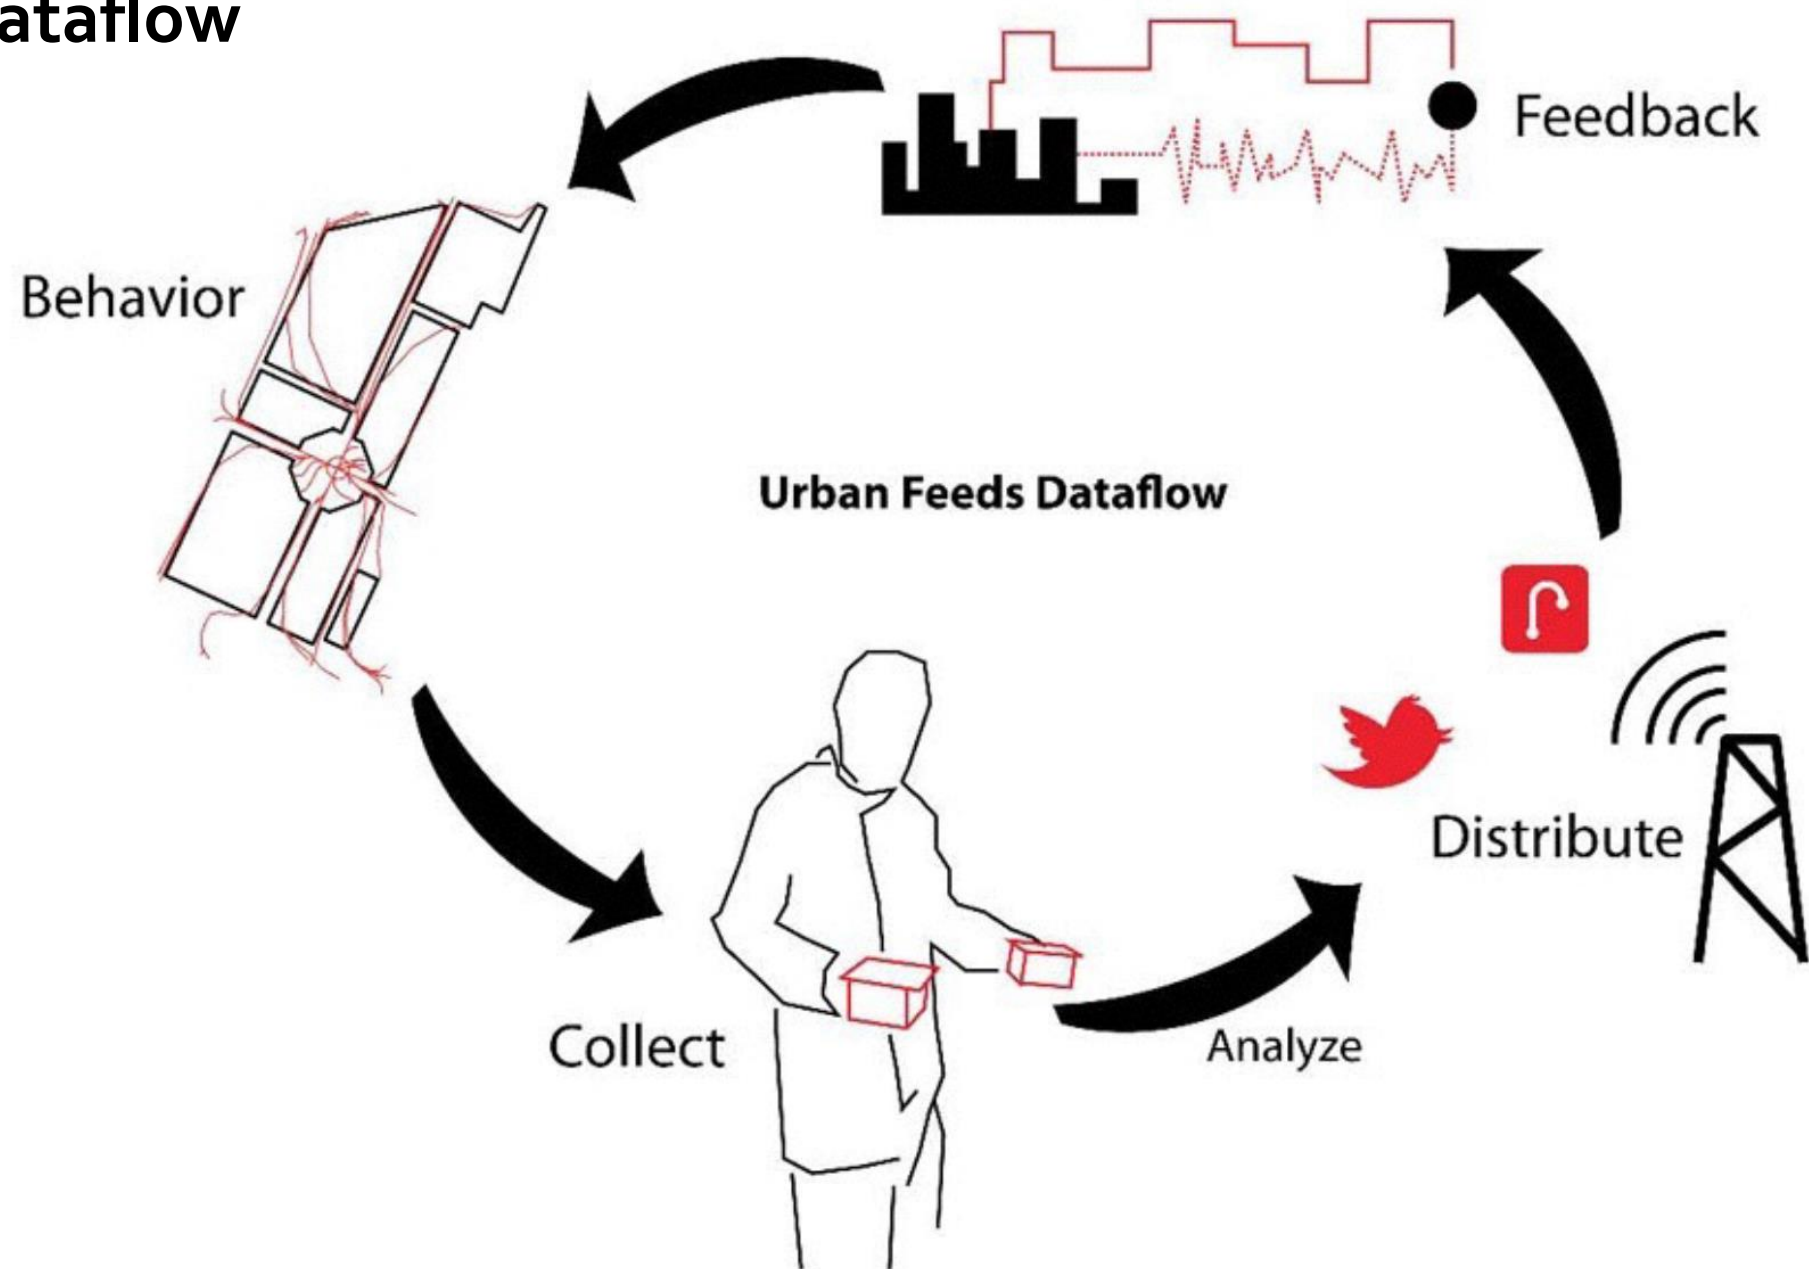 ataflow
Feedback
Behavior
Urban Feeds Dataflow
Distribute
Collect
Analyze